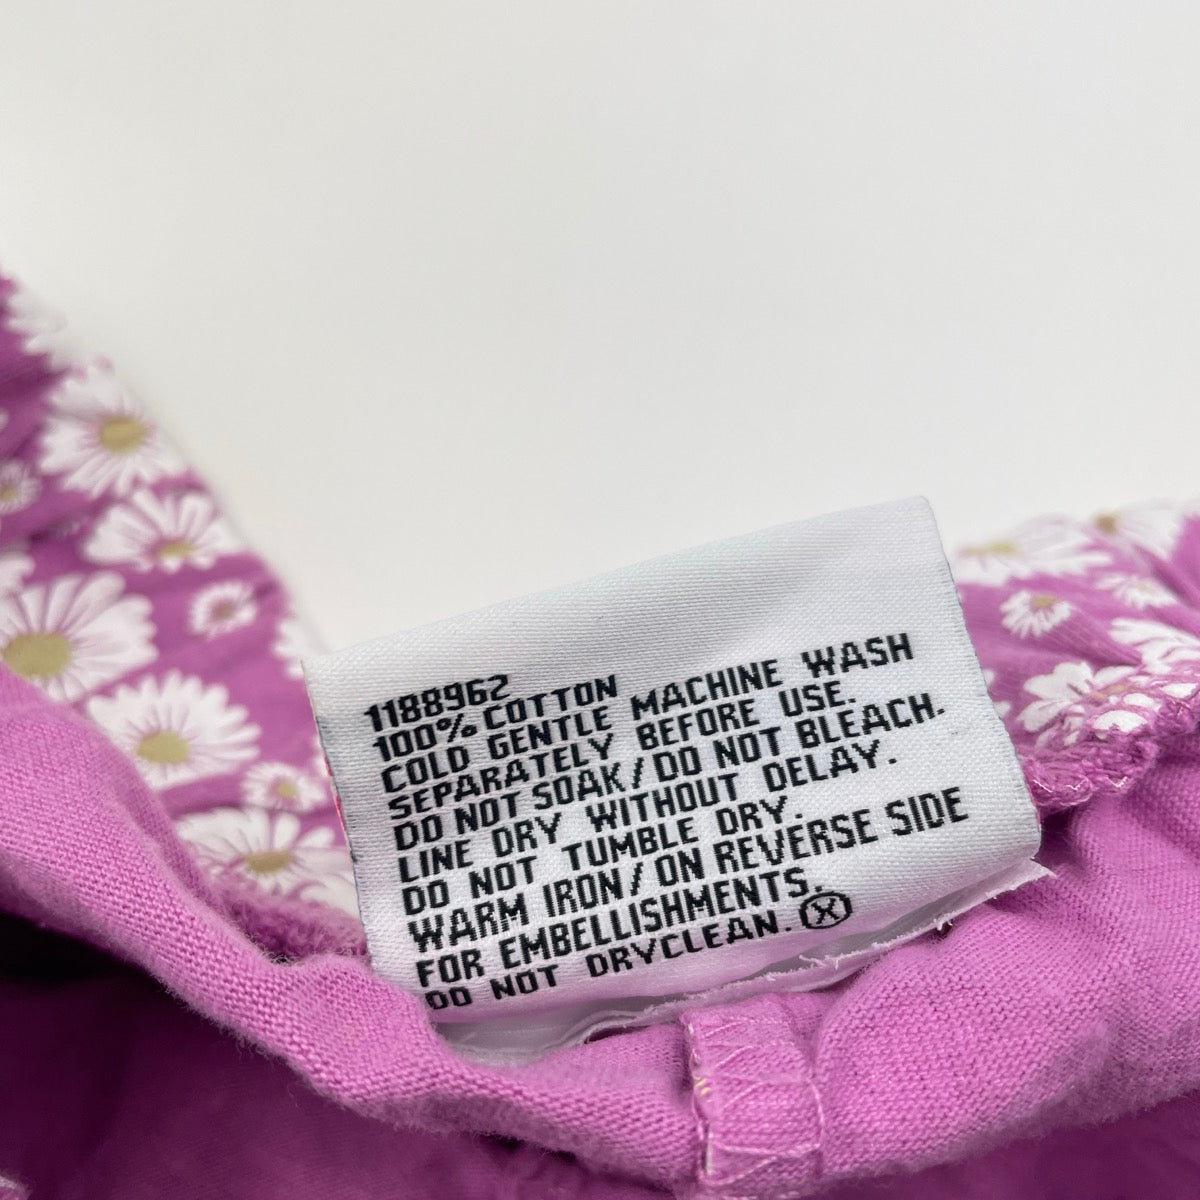 1188962
100% COTTON
COLD GENTLE MACHINE WASH
SEPARATELY BEFORE USE.
DO NOT SOAK/DO NOT BLEACH.
LINE DRY WITHOUT DELAY.
DO NOT TUMBLE DRY.
WARM IRON/ON REVERSE SIDE
FOR EMBELLISHMENTS.
DO NOT DRYCLEAN. ⓧ